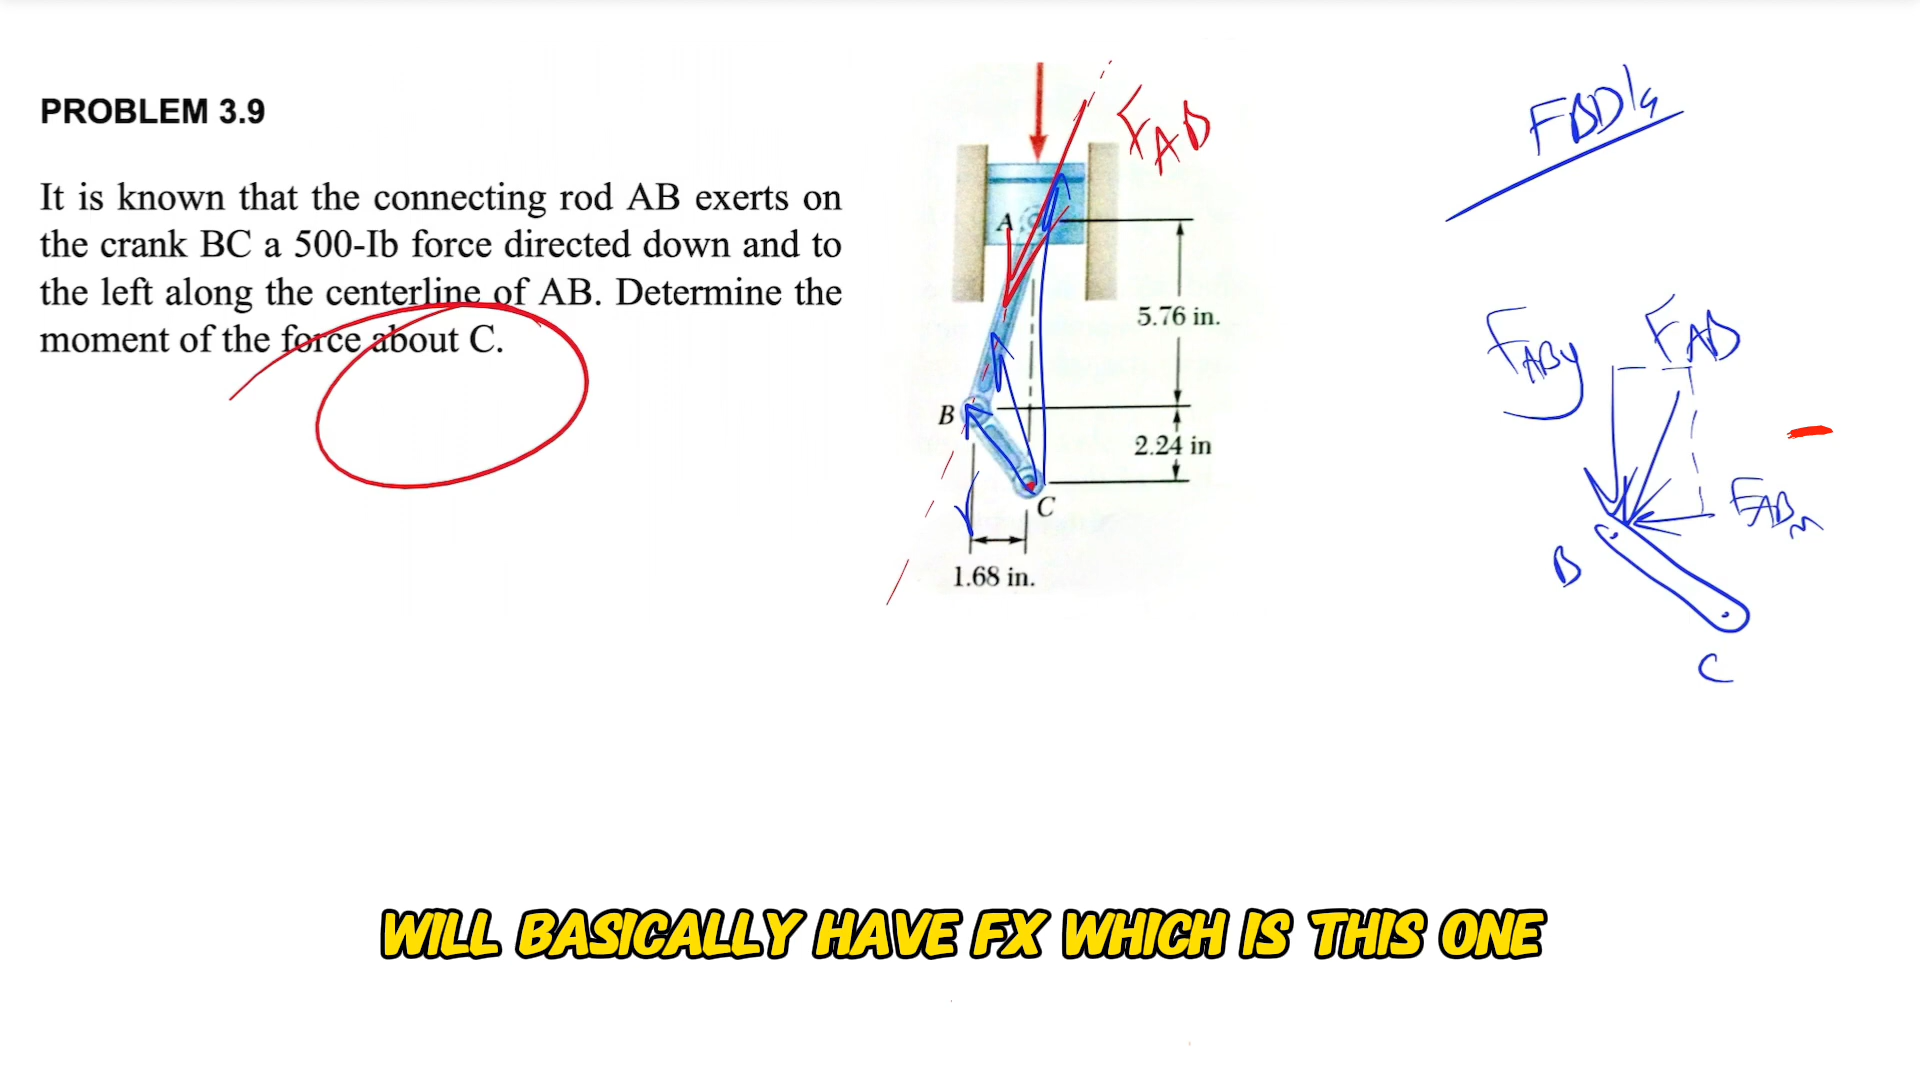 PROBLEM 3.9
It is known that the connecting rod AB exerts on
the crank BC a 500-Ib force directed down and to
the left along the centerline of AB. Determine the
moment of the force about C.
FAB
A
5.76 in.
B
2.24 in
C
1.68 in.
FBD's
FABy FAB
FABx
B
C
WILL BASICALLY HAVE FX WHICH IS THIS ONE